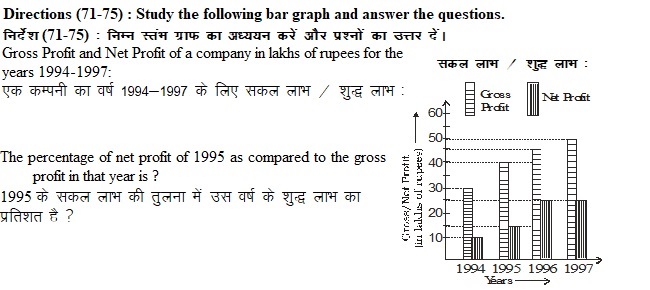 Directions (71-75) : Study the following bar graph and answer the questions.
निर्देश (71-75) : निम्न स्तंभ ग्राफ का अध्ययन करें और प्रश्नों का उत्तर दें।
Gross Profit and Net Profit of a company in lakhs of rupees for the
years 1994-1997:
एक कम्पनी का वर्ष 1994–1997 के लिए सकल लाभ / शुद्ध लाभ :
The percentage of net profit of 1995 as compared to the gross
profit in that year is ?
1995 के सकल लाभ की तुलना में उस वर्ष के शुद्ध लाभ का
प्रतिशत है ?
सकल लाभ / शुद्ध लाभ :
Gross
Profit
Net Profit
Gross/Net Profit
(in lakhs of rupees)
60
50
40
30
20
10
1994 1995 1996 1997
Years